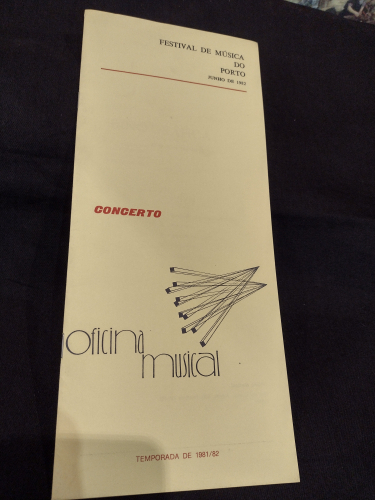 FESTIVAL DE MÚSICA
DO
PORTO
JUNHO DE 1982
CONCERTO
oficina
musical
TEMPORADA DE 1981/82